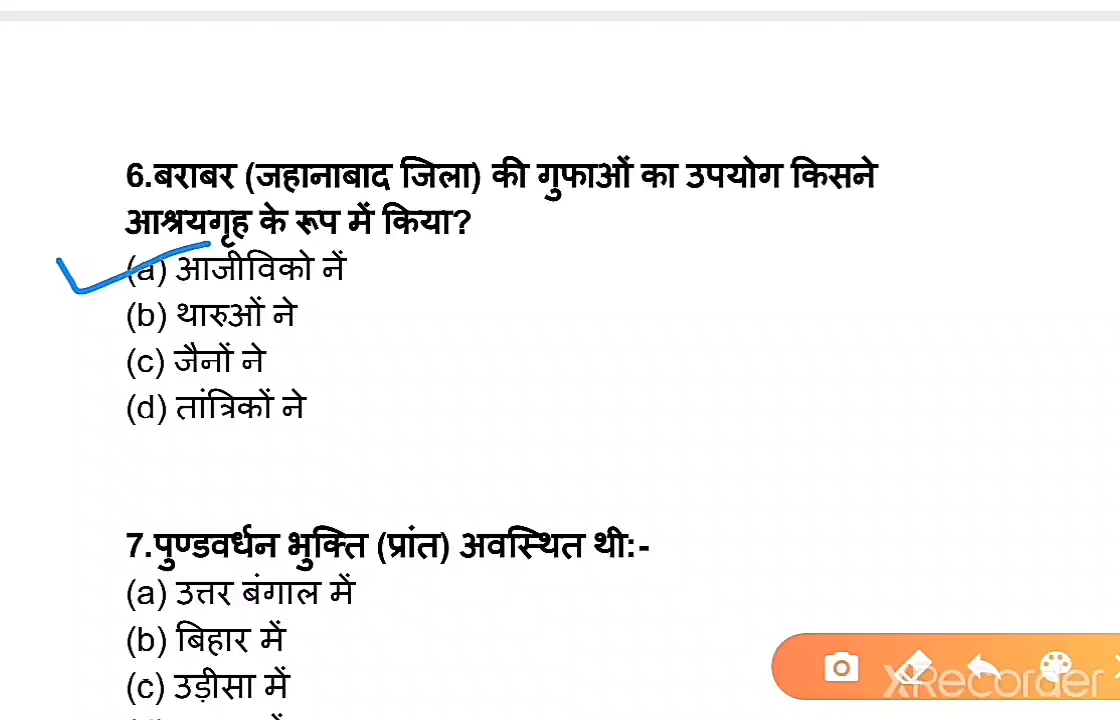 6.बराबर (जहानाबाद जिला) की गुफाओं का उपयोग किसने
आश्रयगृह के रूप में किया?
(a) आजीविको नें
(b) थारुओं ने
(c) जैनों ने
(d) तांत्रिकों ने
7.पुण्डवर्धन भुक्ति (प्रांत) अवस्थित थी:-
(a) उत्तर बंगाल में
(b) बिहार में
(c) उड़ीसा में
XRecorder